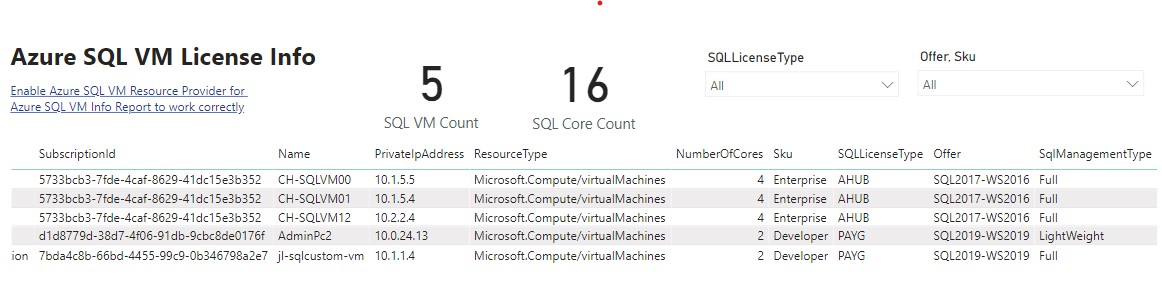 Azure SQL VM License Info
Enable Azure SQL VM Resource Provider for
Azure SQL VM Info Report to work correctly
5
SQL VM Count
16
SQL Core Count
SQLLicenseType
All
Offer, Sku
All
SubscriptionId Name PrivateIpAddress ResourceType NumberOfCores Sku SQLLicenseType Offer SqlManagementType
5733bcb3-7fde-4caf-8629-41dc15e3b352 CH-SQLVM00 10.1.5.5 Microsoft.Compute/virtualMachines 4 Enterprise AHUB SQL2017-WS2016 Full
5733bcb3-7fde-4caf-8629-41dc15e3b352 CH-SQLVM01 10.1.5.4 Microsoft.Compute/virtualMachines 4 Enterprise AHUB SQL2017-WS2016 Full
5733bcb3-7fde-4caf-8629-41dc15e3b352 CH-SQLVM12 10.2.2.4 Microsoft.Compute/virtualMachines 4 Enterprise AHUB SQL2017-WS2016 Full
d1d8779d-38d7-4f06-91db-9cbc8de0176f AdminPc2 10.0.24.13 Microsoft.Compute/virtualMachines 2 Developer PAYG SQL2019-WS2019 LightWeight
ion 7bda4c8b-66bd-4455-99c9-0b346798a2e7 jl-sqlcustom-vm 10.1.1.4 Microsoft.Compute/virtualMachines 2 Developer PAYG SQL2019-WS2019 Full